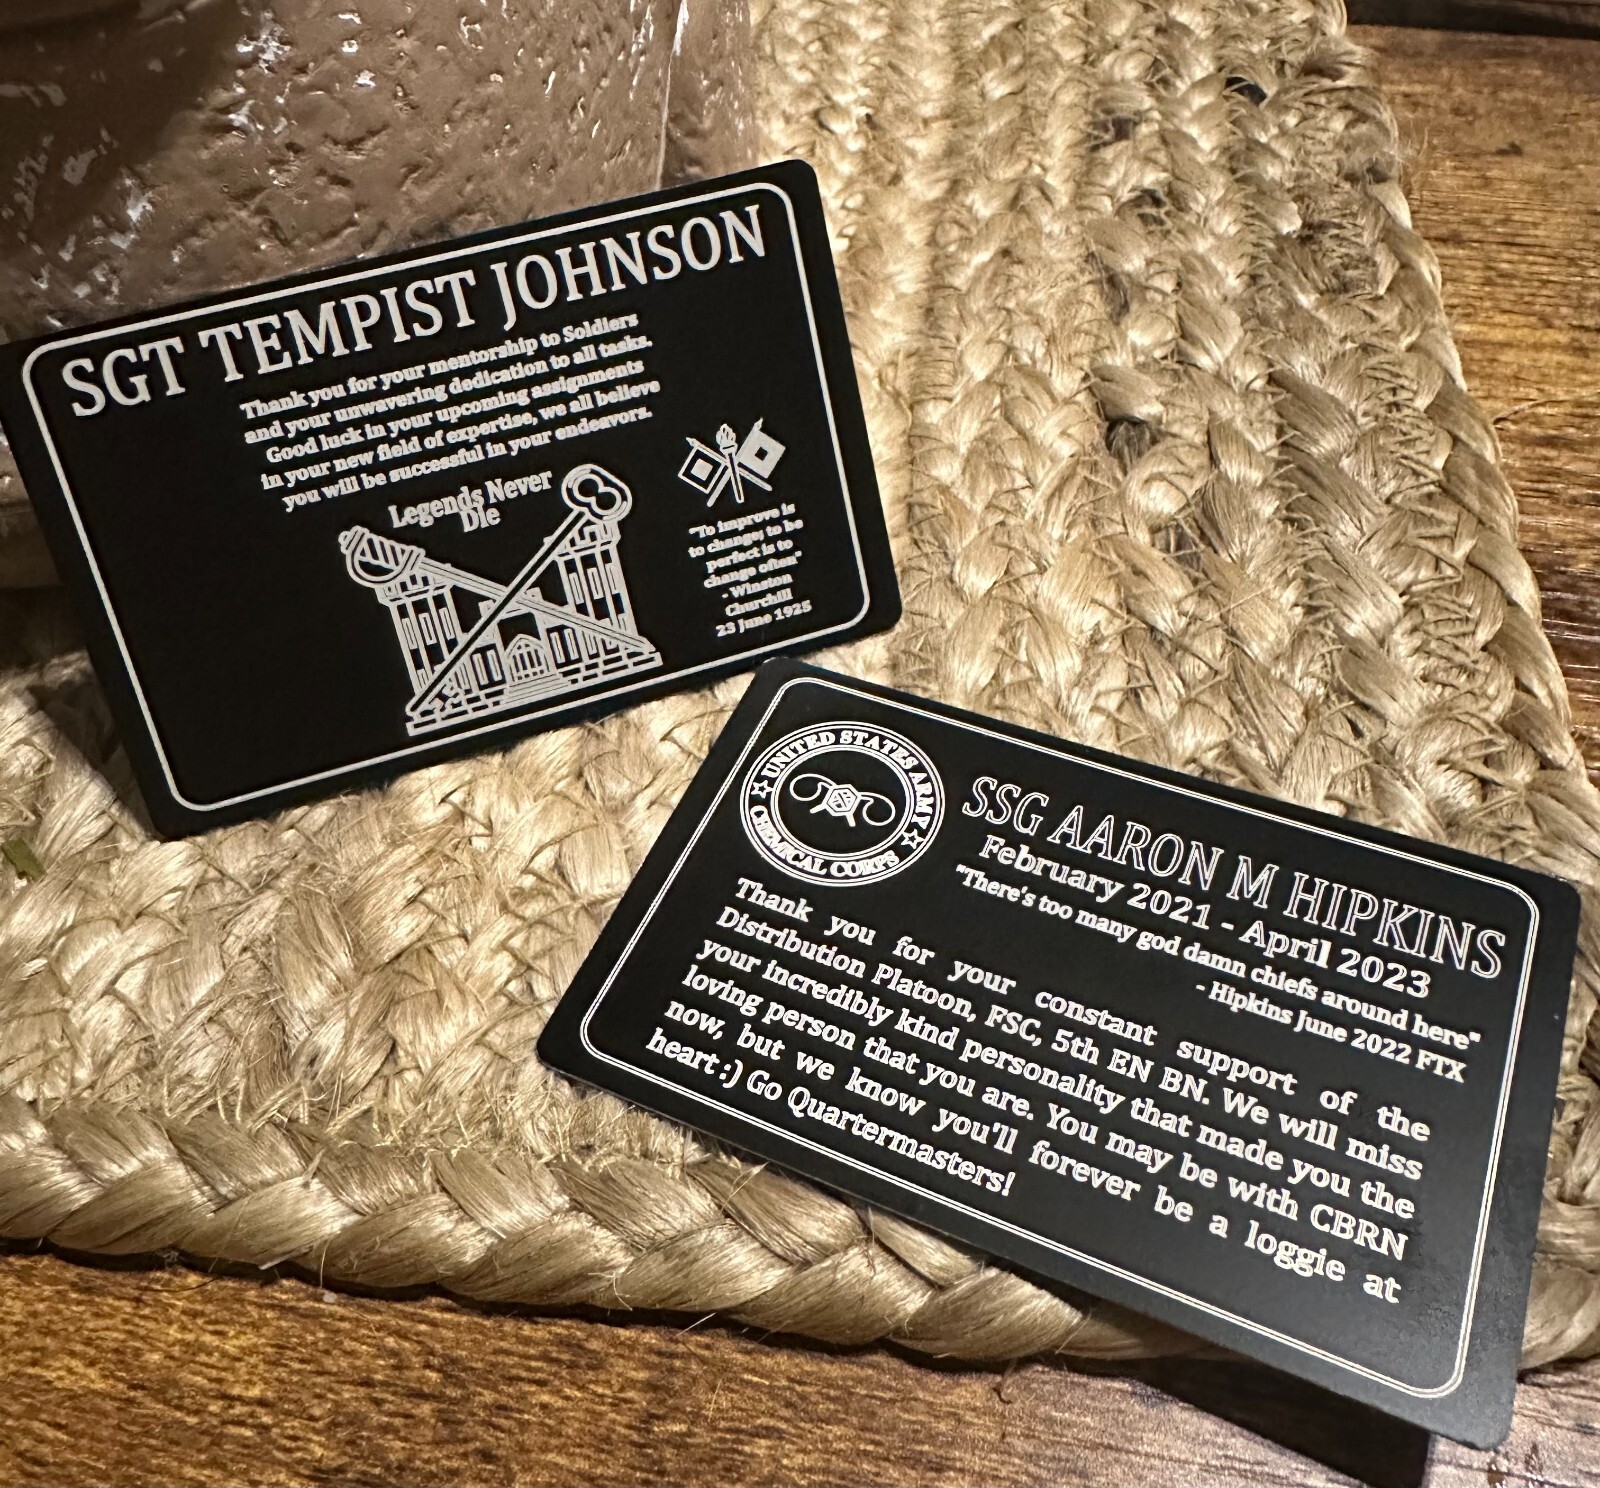 SGT TEMPIST JOHNSON
Thank you for your mentorship to Soldiers
and your unwavering dedication to all tasks.
Good luck in your upcoming assignments
in your new field of expertise, we all believe
you will be successful in your endeavors.
Legends Never
Die
"To improve is
to change; to be
perfect is to
change often"
- Winston
Churchill
23 June 1925
UNITED STATES ARMY
CHEMICAL CORPS
SSG AARON M HIPKINS
February 2021 - April 2023
"There's too many god damn chiefs around here"
- Hipkins June 2022 FTX
Thank you for your constant support of the
Distribution Platoon, FSC, 5th EN BN. We will miss
your incredibly kind personality that made you the
loving person that you are. You may be with CBRN
now, but we know you'll forever be a loggie at
heart :) Go Quartermasters!